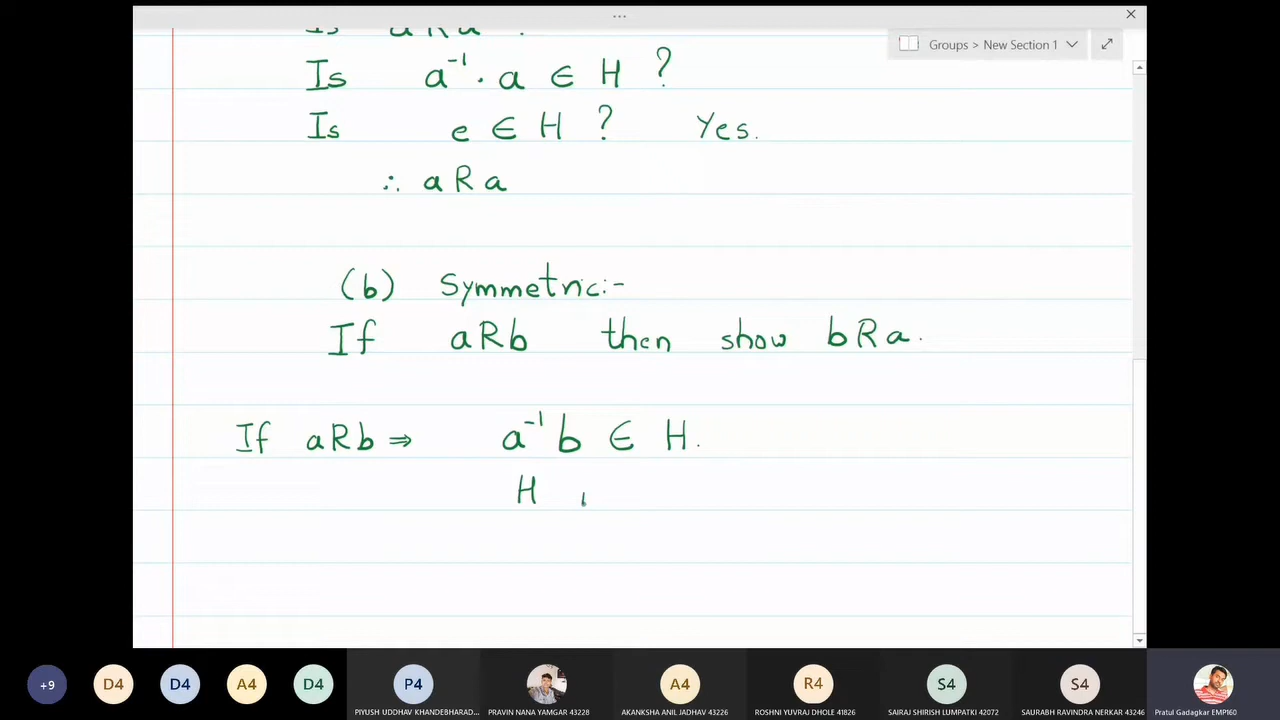 Groups > New Section 1
Is aRa ?
Is a⁻¹ . a ∈ H ?
Is e ∈ H ? Yes.
∴ a R a
(b) Symmetric:-
If aRb then show bRa.
If aRb ⇒ a⁻¹ b ∈ H.
H
+9
D4
D4
A4
D4
P4
A4
R4
S4
S4
PIYUSH UDDHAV KHANDEBHARAD...
PRAVIN NANA YAMGAR 43228
AKANKSHA ANIL JADHAV 43226
ROSHNI YUVRAJ DHOLE 41826
SAIRAJ SHIRISH LUMPATKI 42072
SAURABH RAVINDRA NERKAR 43246
Pratul Gadagkar EMP160